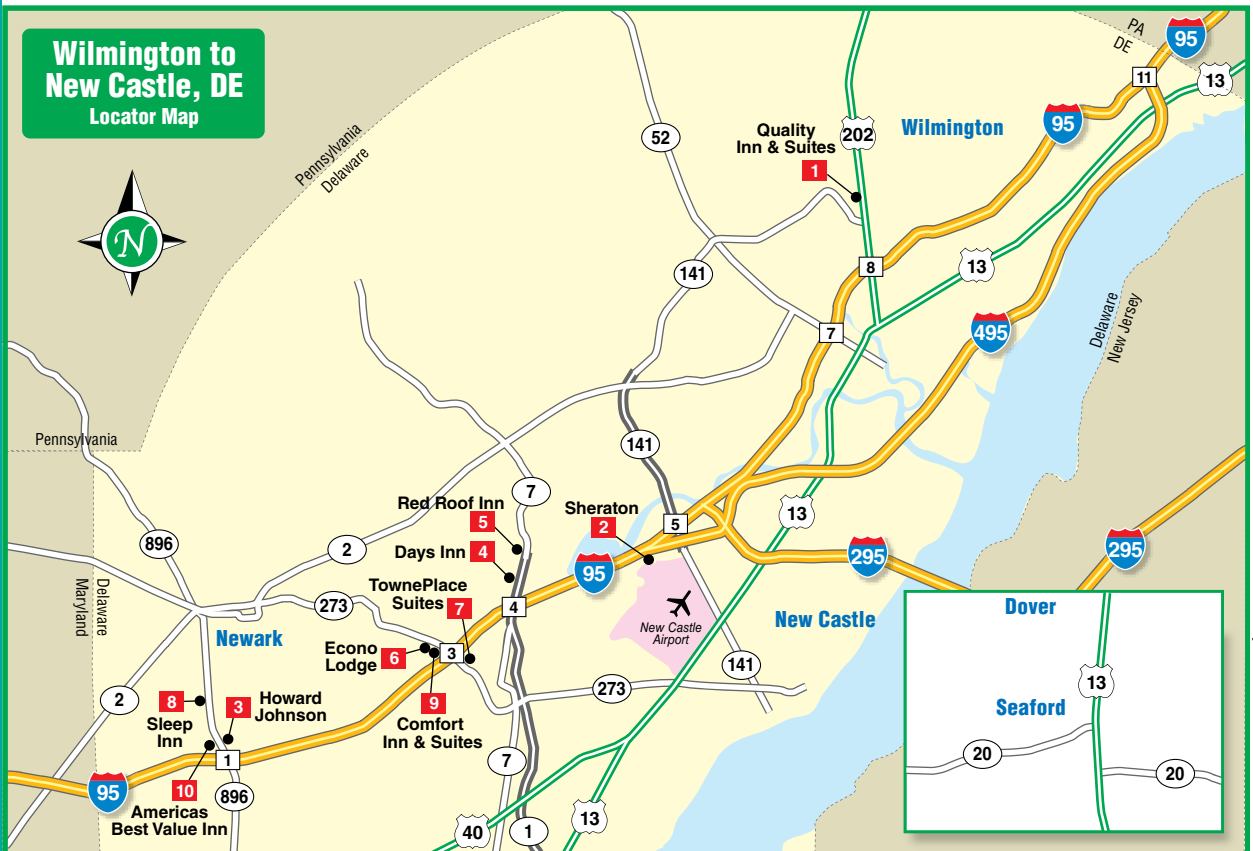 Wilmington to
New Castle, DE
Locator Map
N
Pennsylvania
Delaware
PA
DE
95
11
13
95
52
Quality
Inn & Suites
202
Wilmington
1
141
8
13
7
495
Delaware
New Jersey
Pennsylvania
141
7
Red Roof Inn
5
Sheraton
2
5
13
896
2
Days Inn
4
95
295
295
TownePlace
Suites
7
4
Maryland
Delaware
273
Newark
Econo
Lodge
6
3
New Castle
Airport
New Castle
141
273
2
8
Sleep
Inn
3
Howard
Johnson
9
Comfort
Inn & Suites
1
7
95
10
896
Americas
Best Value Inn
40
1
13
Dover
13
Seaford
20
20